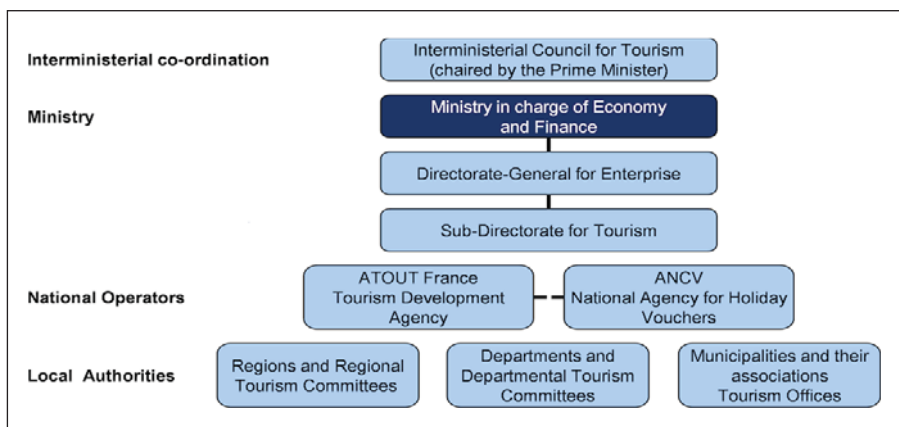 Interministerial co-ordination
Interministerial Council for Tourism
(chaired by the Prime Minister)
Ministry
Ministry in charge of Economy
and Finance
Directorate-General for Enterprise
Sub-Directorate for Tourism
National Operators
ATOUT France
Tourism Development
Agency
ANCV
National Agency for Holiday
Vouchers
Local Authorities
Regions and Regional
Tourism Committees
Departments and
Departmental Tourism
Committees
Municipalities and their
associations
Tourism Offices